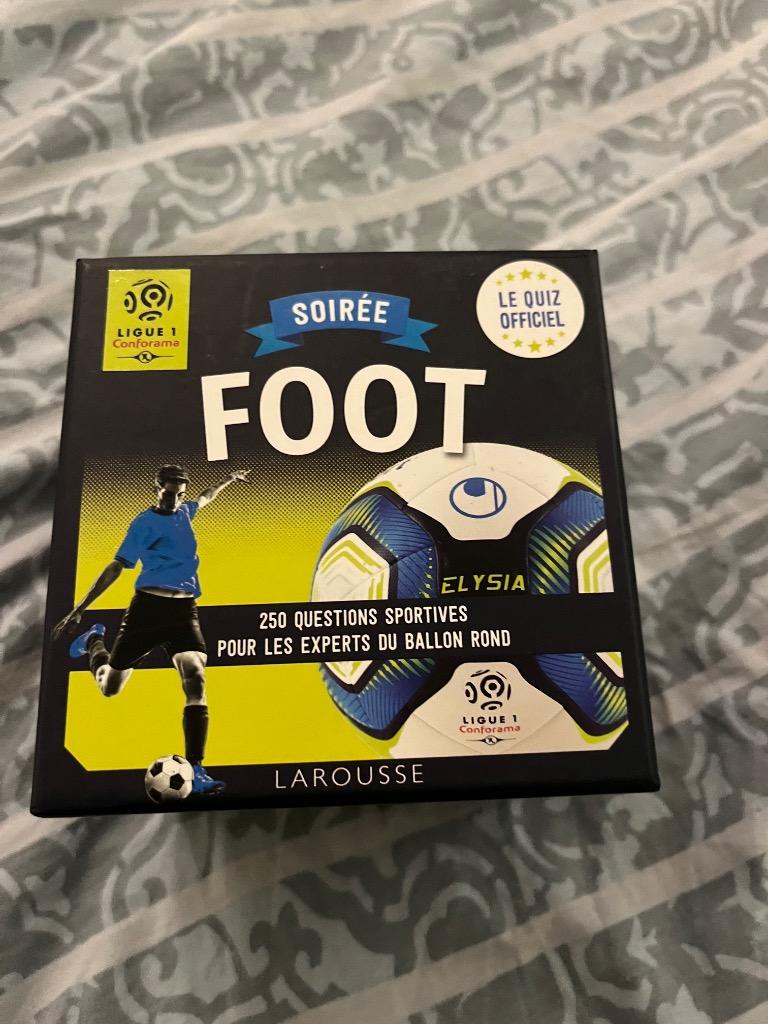 LIGUE 1
Conforama
SOIRÉE
LE QUIZ
OFFICIEL
FOOT
ELYSIA
250 QUESTIONS SPORTIVES
POUR LES EXPERTS DU BALLON ROND
LIGUE 1
Conforama
LAROUSSE